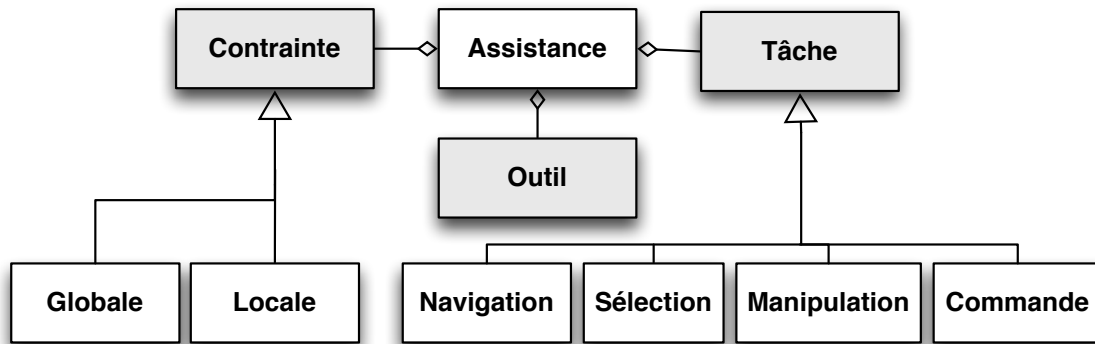 Contrainte
Assistance
Tâche
Outil
Globale
Locale
Navigation
Sélection
Manipulation
Commande